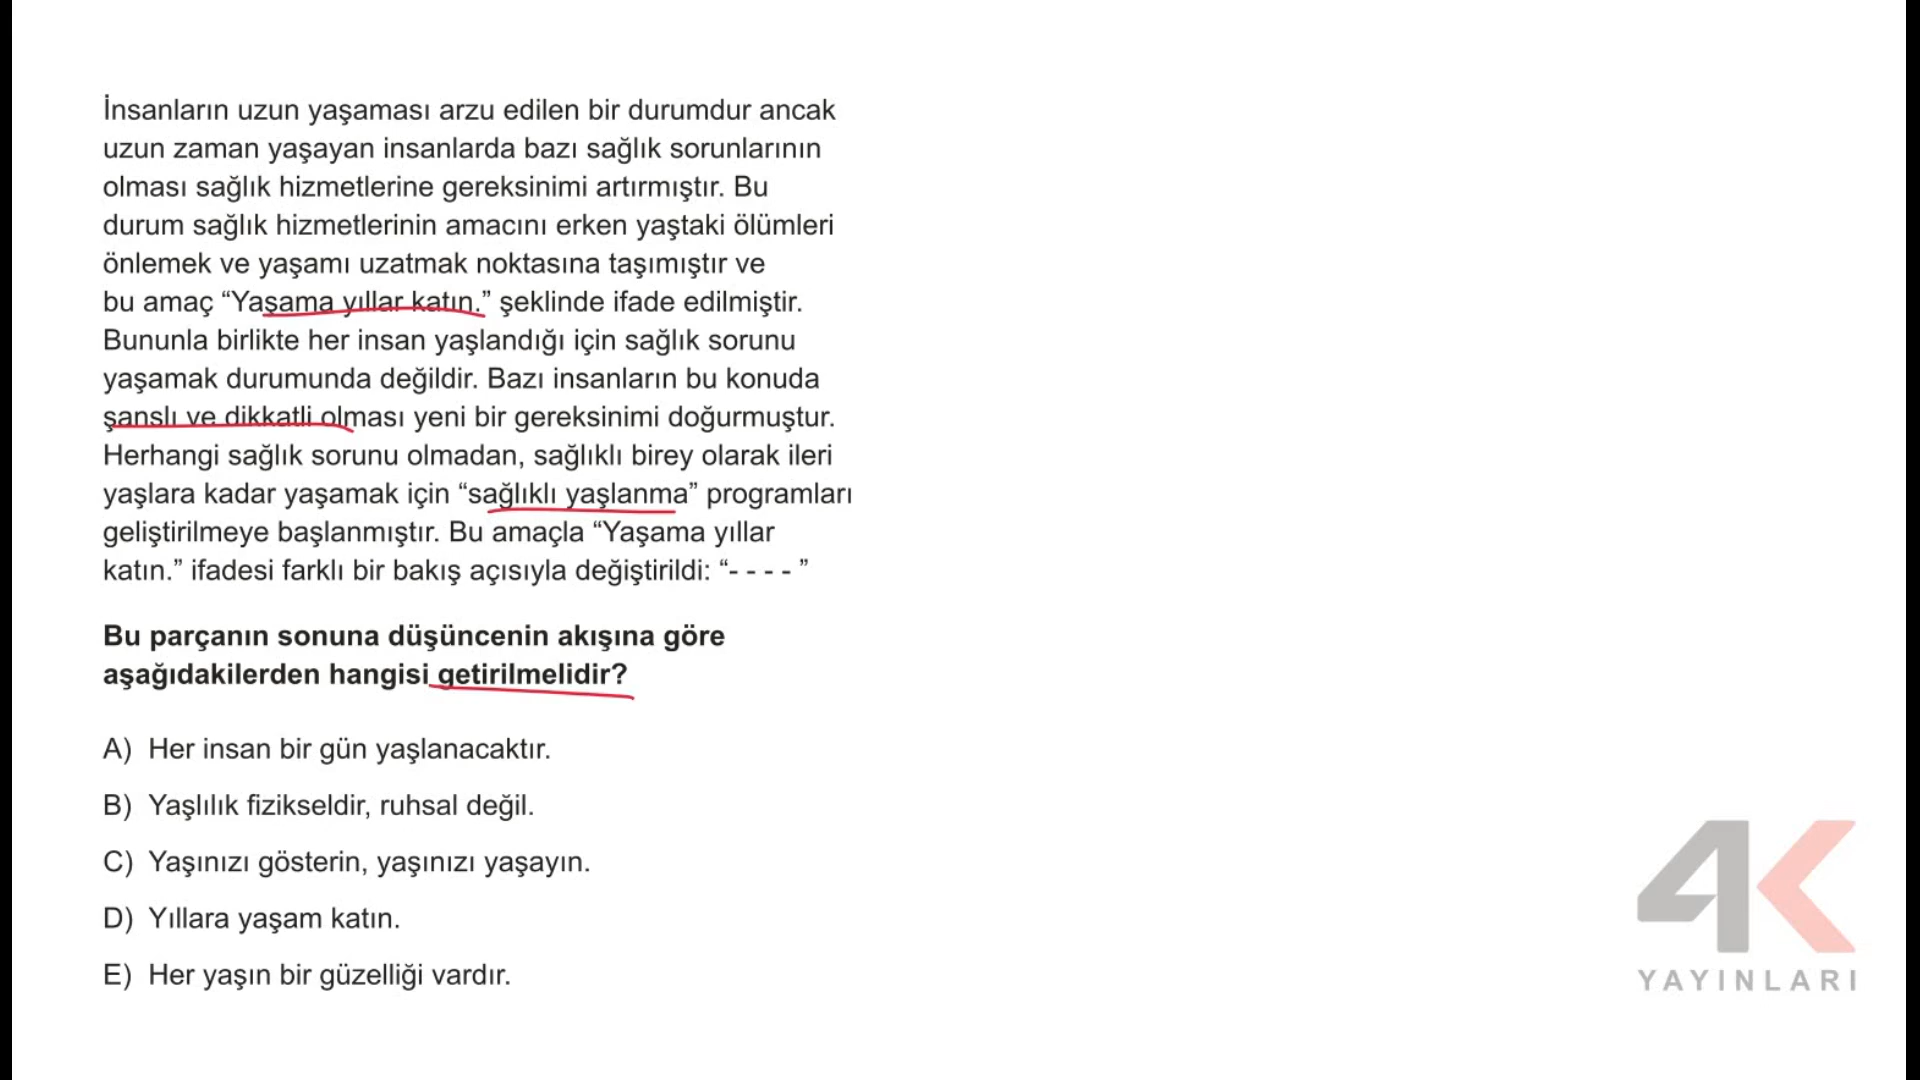 İnsanların uzun yaşaması arzu edilen bir durumdur ancak
uzun zaman yaşayan insanlarda bazı sağlık sorunlarının
olması sağlık hizmetlerine gereksinimi artırmıştır. Bu
durum sağlık hizmetlerinin amacını erken yaştaki ölümleri
önlemek ve yaşamı uzatmak noktasına taşımıştır ve
bu amaç “Yaşama yıllar katın.” şeklinde ifade edilmiştir.
Bununla birlikte her insan yaşlandığı için sağlık sorunu
yaşamak durumunda değildir. Bazı insanların bu konuda
şanslı ve dikkatli olması yeni bir gereksinimi doğurmuştur.
Herhangi sağlık sorunu olmadan, sağlıklı birey olarak ileri
yaşlara kadar yaşamak için “sağlıklı yaşlanma” programları
geliştirilmeye başlanmıştır. Bu amaçla “Yaşama yıllar
katın.” ifadesi farklı bir bakış açısıyla değiştirildi: “- - - - ”
Bu parçanın sonuna düşüncenin akışına göre
aşağıdakilerden hangisi getirilmelidir?
A) Her insan bir gün yaşlanacaktır.
B) Yaşlılık fizikseldir, ruhsal değil.
C) Yaşınızı gösterin, yaşınızı yaşayın.
D) Yıllara yaşam katın.
E) Her yaşın bir güzelliği vardır.
4K
YAYINLARI